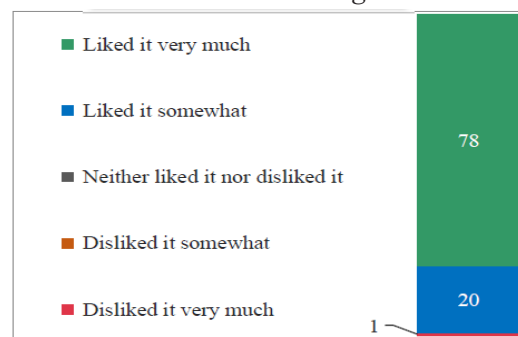 Liked it very much
78
Liked it somewhat
Neither liked it nor disliked it
Disliked it somewhat
20
Disliked it very much
1